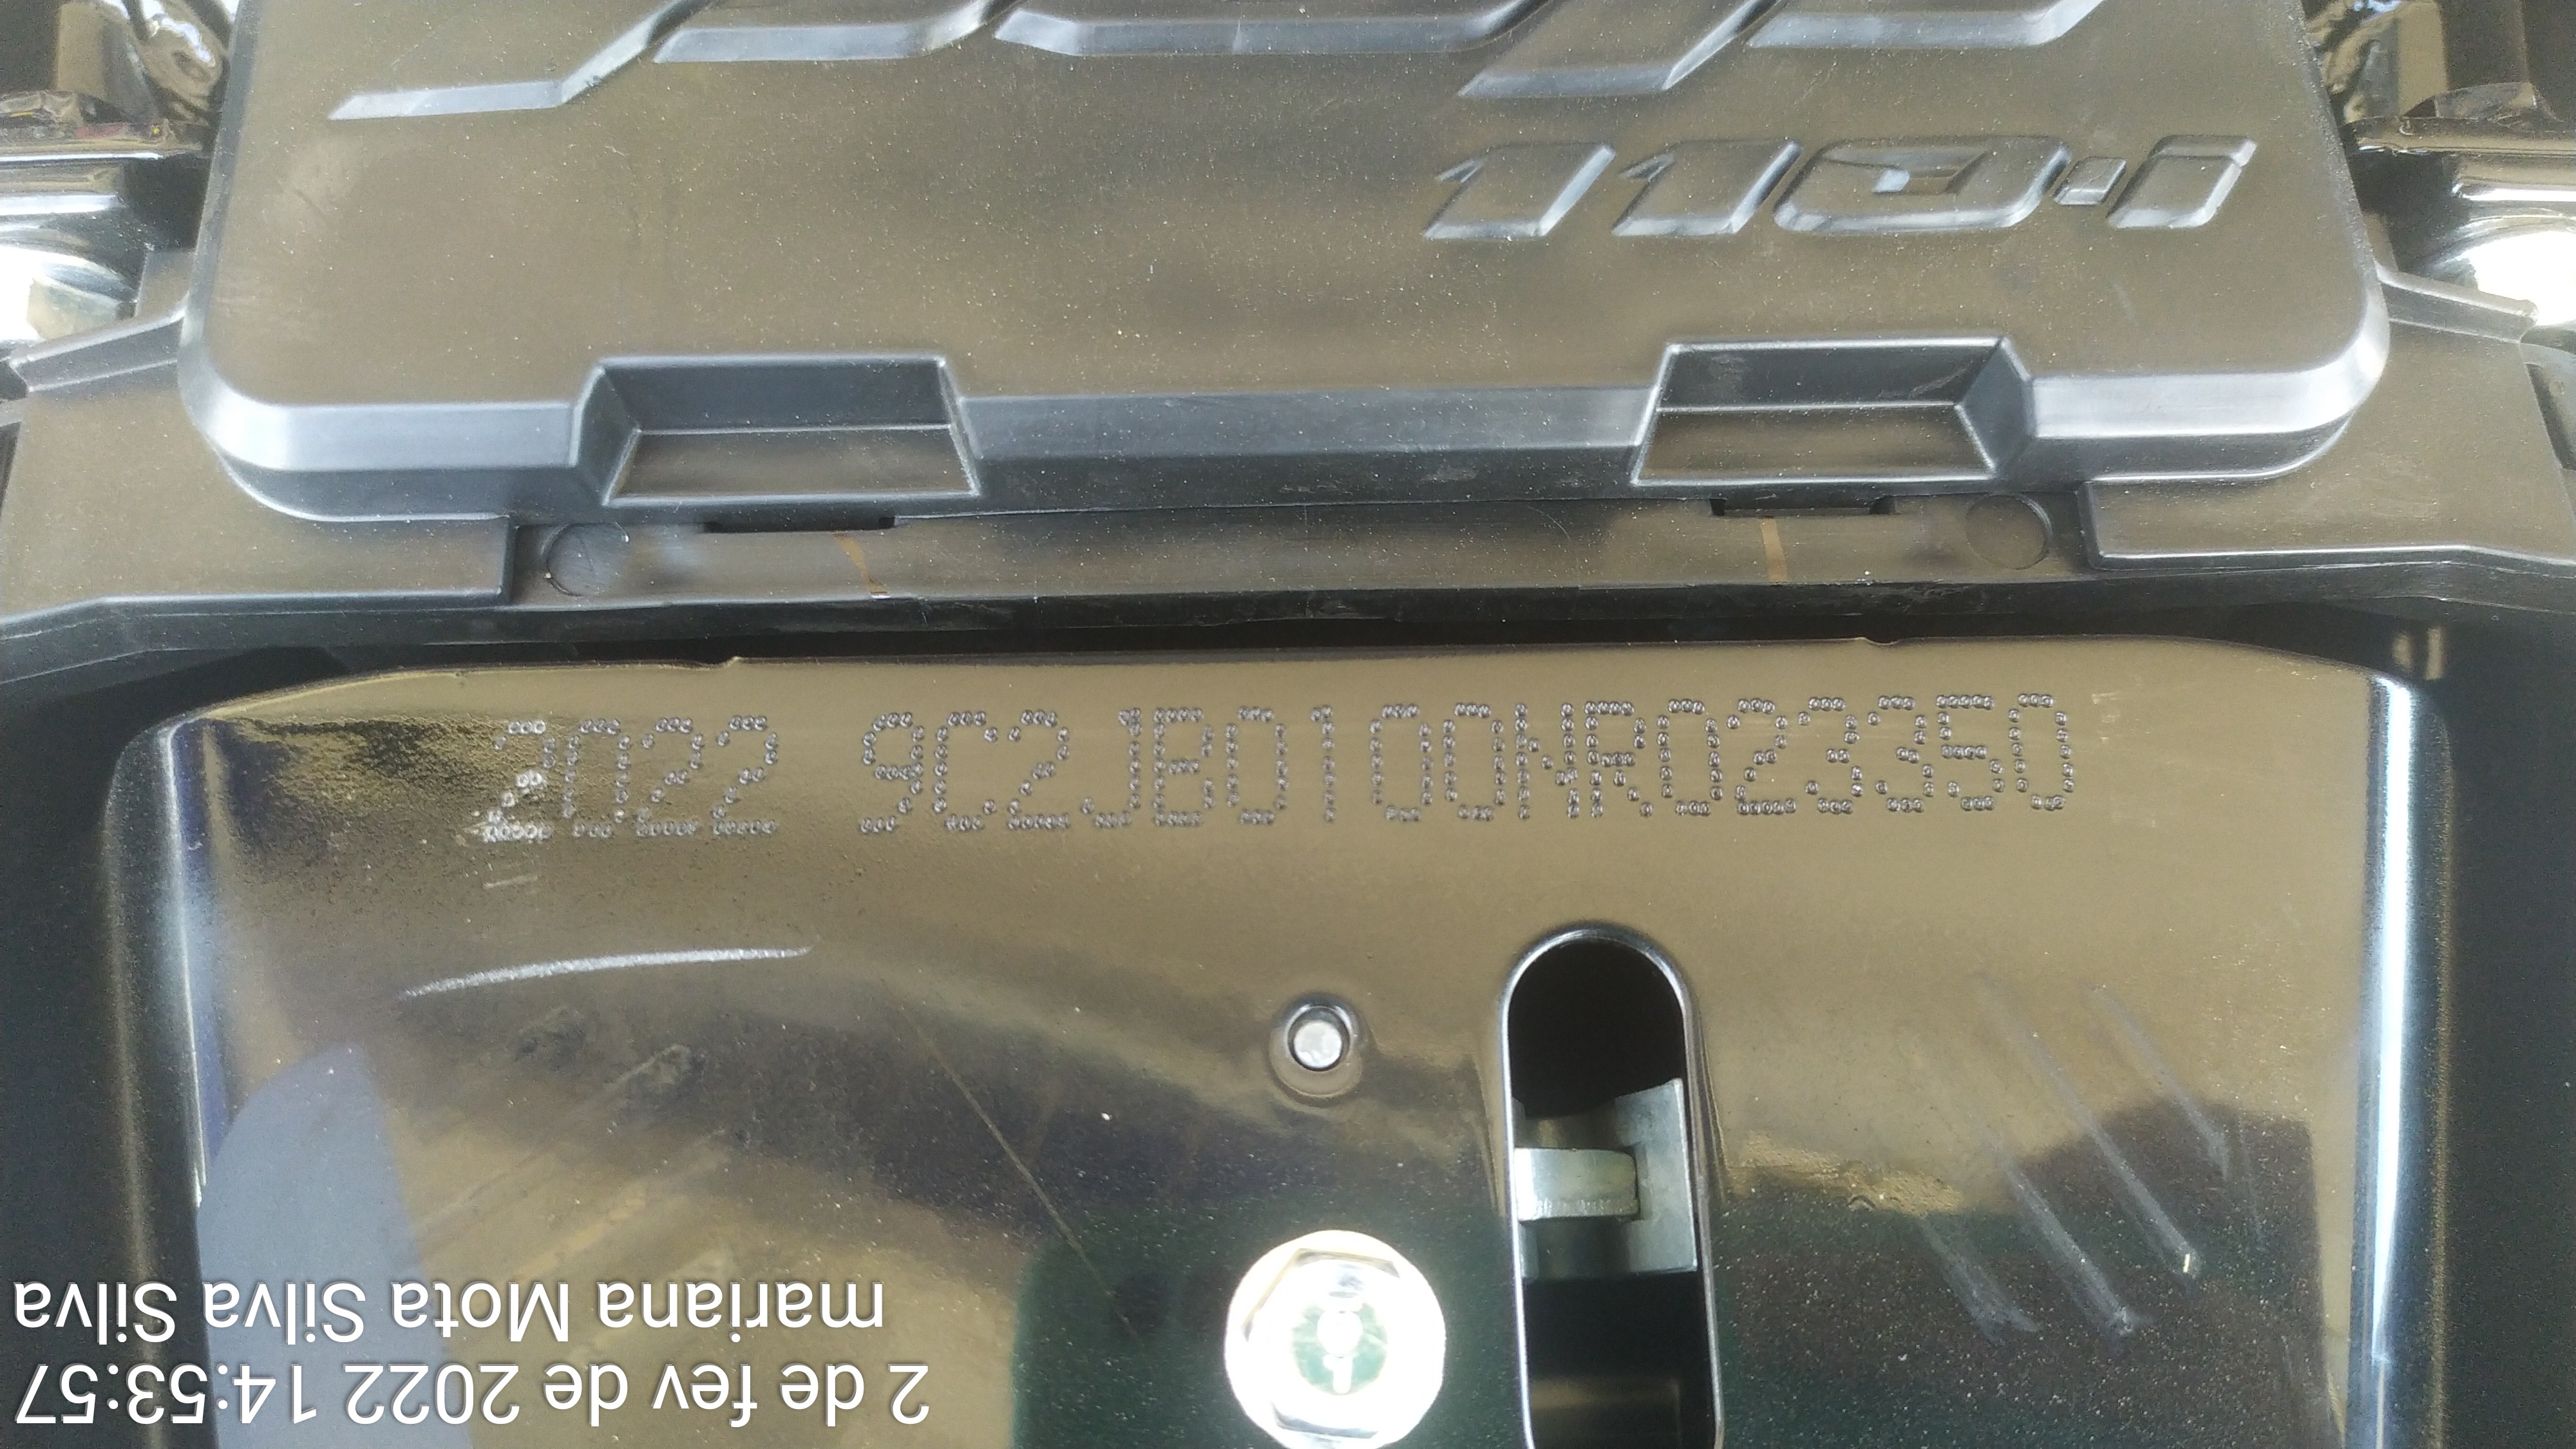 110i
2022 9C2JB0100NR023350
2 de fev de 2022 14:53:57
mariana Mota Silva Silva